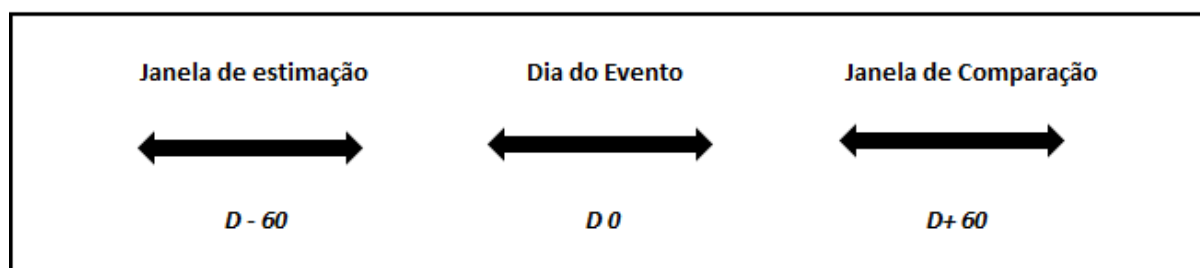 Janela de estimação Dia do Evento Janela de Comparação
D - 60 D 0 D+ 60